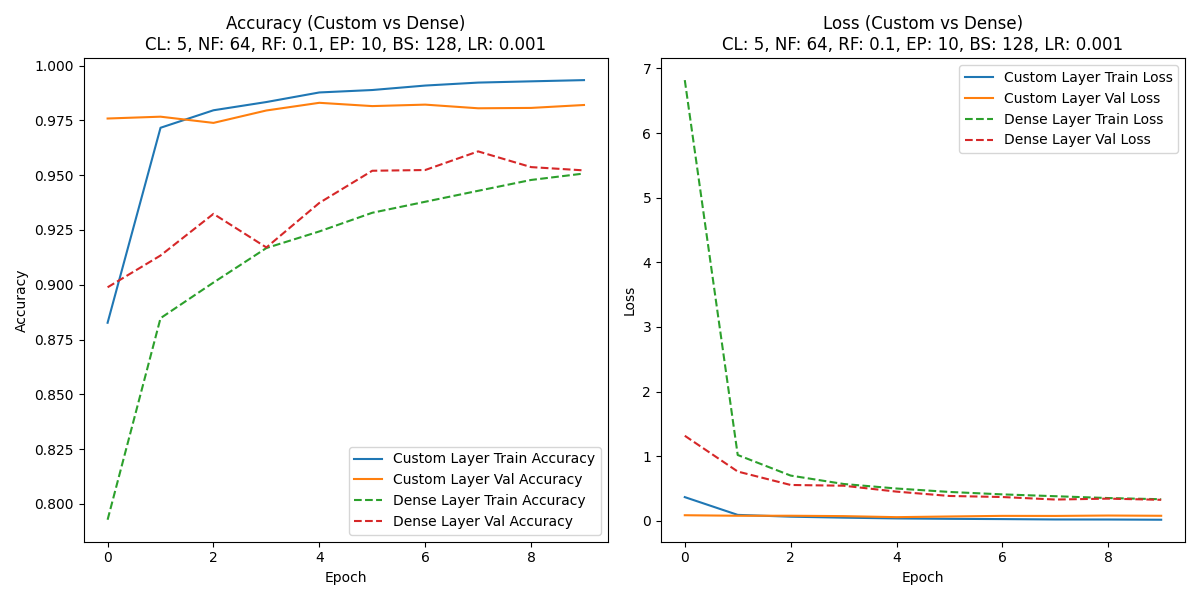 Accuracy (Custom vs Dense)
CL: 5, NF: 64, RF: 0.1, EP: 10, BS: 128, LR: 0.001
1.000
0.975
0.950
0.925
0.900
0.875
0.850
0.825
0.800
Accuracy
Custom Layer Train Accuracy
Custom Layer Val Accuracy
Dense Layer Train Accuracy
Dense Layer Val Accuracy
0 2 4 6 8
Epoch
Loss (Custom vs Dense)
CL: 5, NF: 64, RF: 0.1, EP: 10, BS: 128, LR: 0.001
7
6
5
4
3
2
1
0
Loss
Custom Layer Train Loss
Custom Layer Val Loss
Dense Layer Train Loss
Dense Layer Val Loss
0 2 4 6 8
Epoch